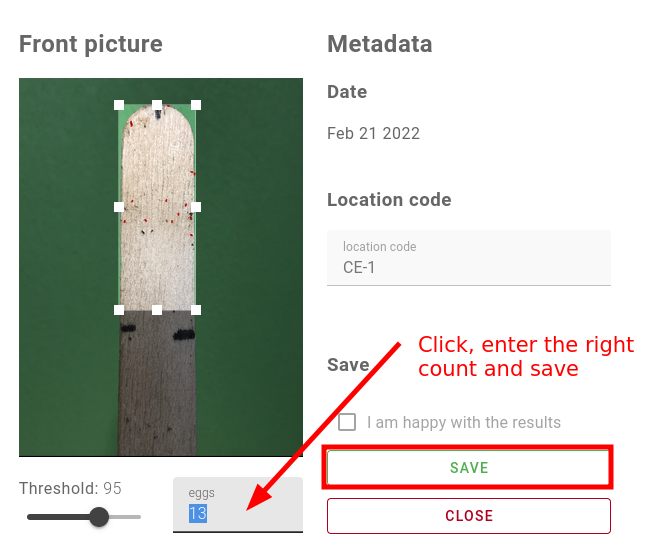 Front picture
Threshold: 95
eggs
13
Metadata
Date
Feb 21 2022
Location code
location code
CE-1
Save
Click, enter the right
count and save
I am happy with the results
SAVE
CLOSE